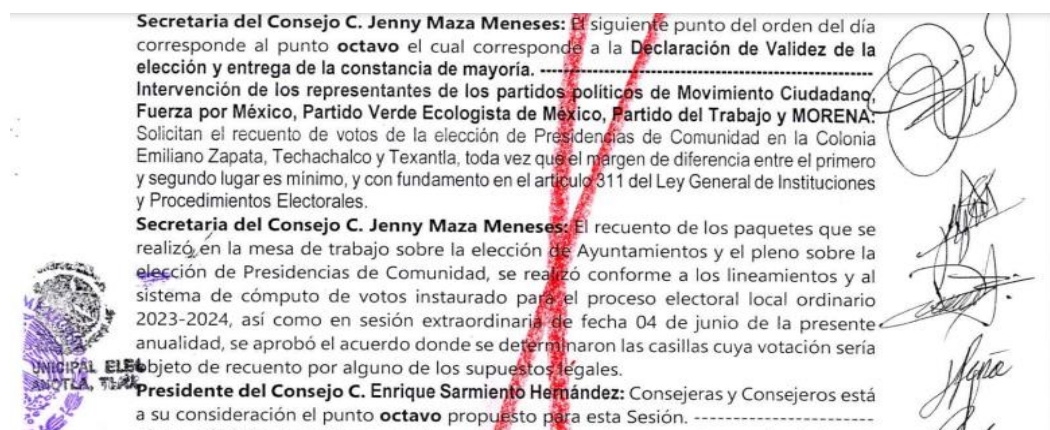 Secretaria del Consejo C. Jenny Maza Meneses: El siguiente punto del orden del día
corresponde al punto octavo el cual corresponde a la Declaración de Validez de la
elección y entrega de la constancia de mayoría. ------------------------------------------------
Intervención de los representantes de los partidos políticos de Movimiento Ciudadano,
Fuerza por México, Partido Verde Ecologista de México, Partido del Trabajo y MORENA:
Solicitan el recuento de votos de la elección de Presidencias de Comunidad en la Colonia
Emiliano Zapata, Techachalco y Texantla, toda vez que el margen de diferencia entre el primero
y segundo lugar es mínimo, y con fundamento en el artículo 311 del Ley General de Instituciones
y Procedimientos Electorales.
Secretaria del Consejo C. Jenny Maza Meneses: El recuento de los paquetes que se
realizó, en la mesa de trabajo sobre la elección de Ayuntamientos y el pleno sobre la
elección de Presidencias de Comunidad, se realizó conforme a los lineamientos y al
sistema de cómputo de votos instaurado para el proceso electoral local ordinario
2023-2024, así como en sesión extraordinaria de fecha 04 de junio de la presente
anualidad, se aprobó el acuerdo donde se determinaron las casillas cuya votación sería
objeto de recuento por alguno de los supuestos legales.
Presidente del Consejo C. Enrique Sarmiento Hernández: Consejeras y Consejeros está
a su consideración el punto octavo propuesto para esta Sesión. -------------------